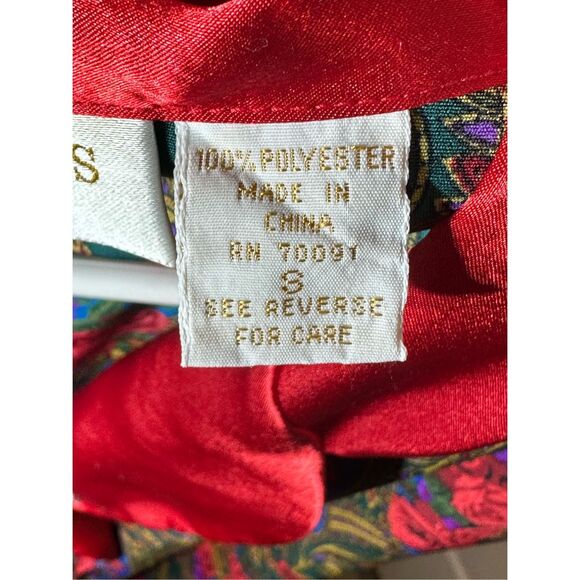 S
100% POLYESTER
MADE IN
CHINA
RN 70091
S
SEE REVERSE
FOR CARE